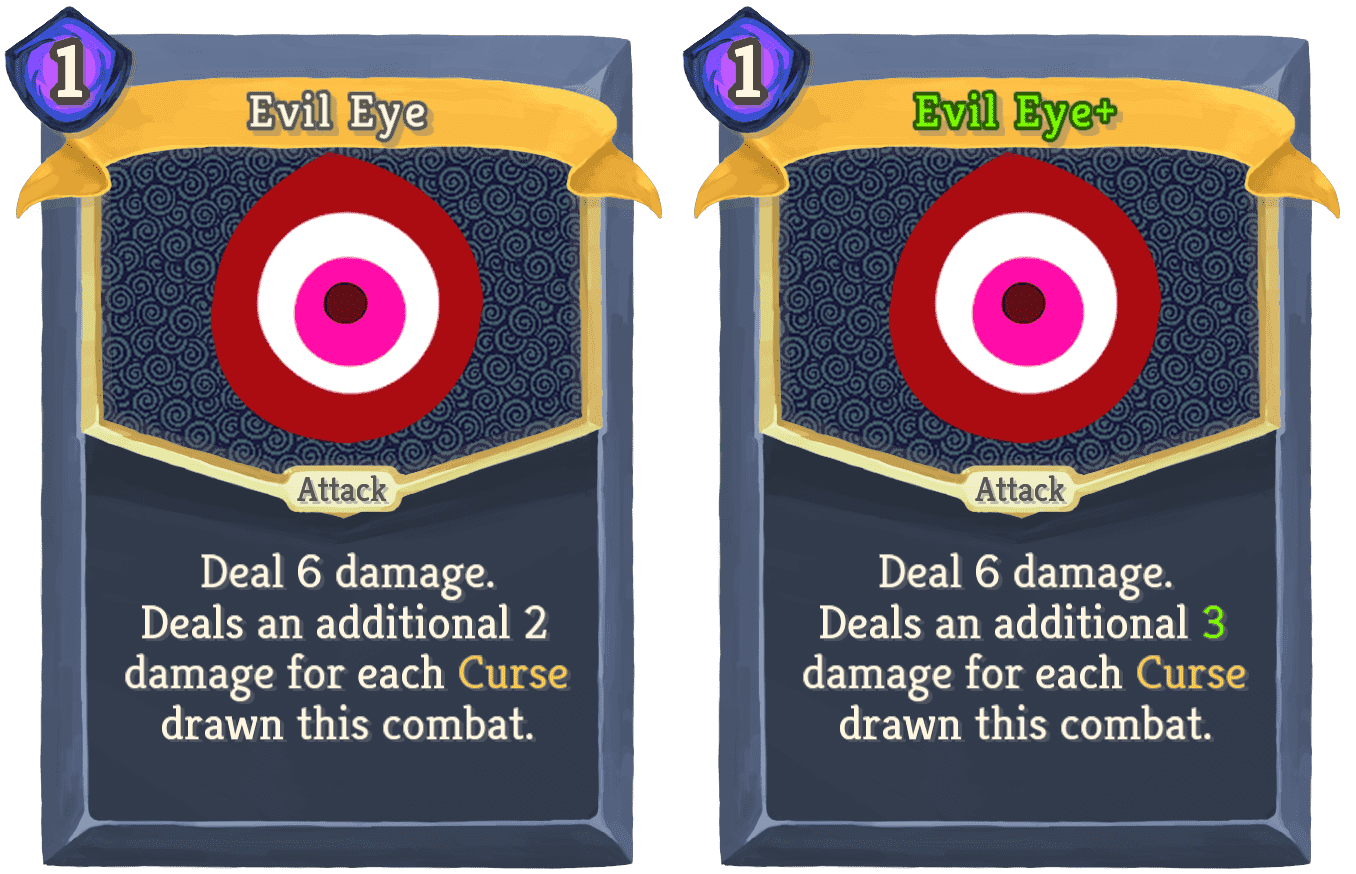 1
Evil Eye
Attack
Deal 6 damage.
Deals an additional 2
damage for each Curse
drawn this combat.
1
Evil Eye+
Attack
Deal 6 damage.
Deals an additional 3
damage for each Curse
drawn this combat.